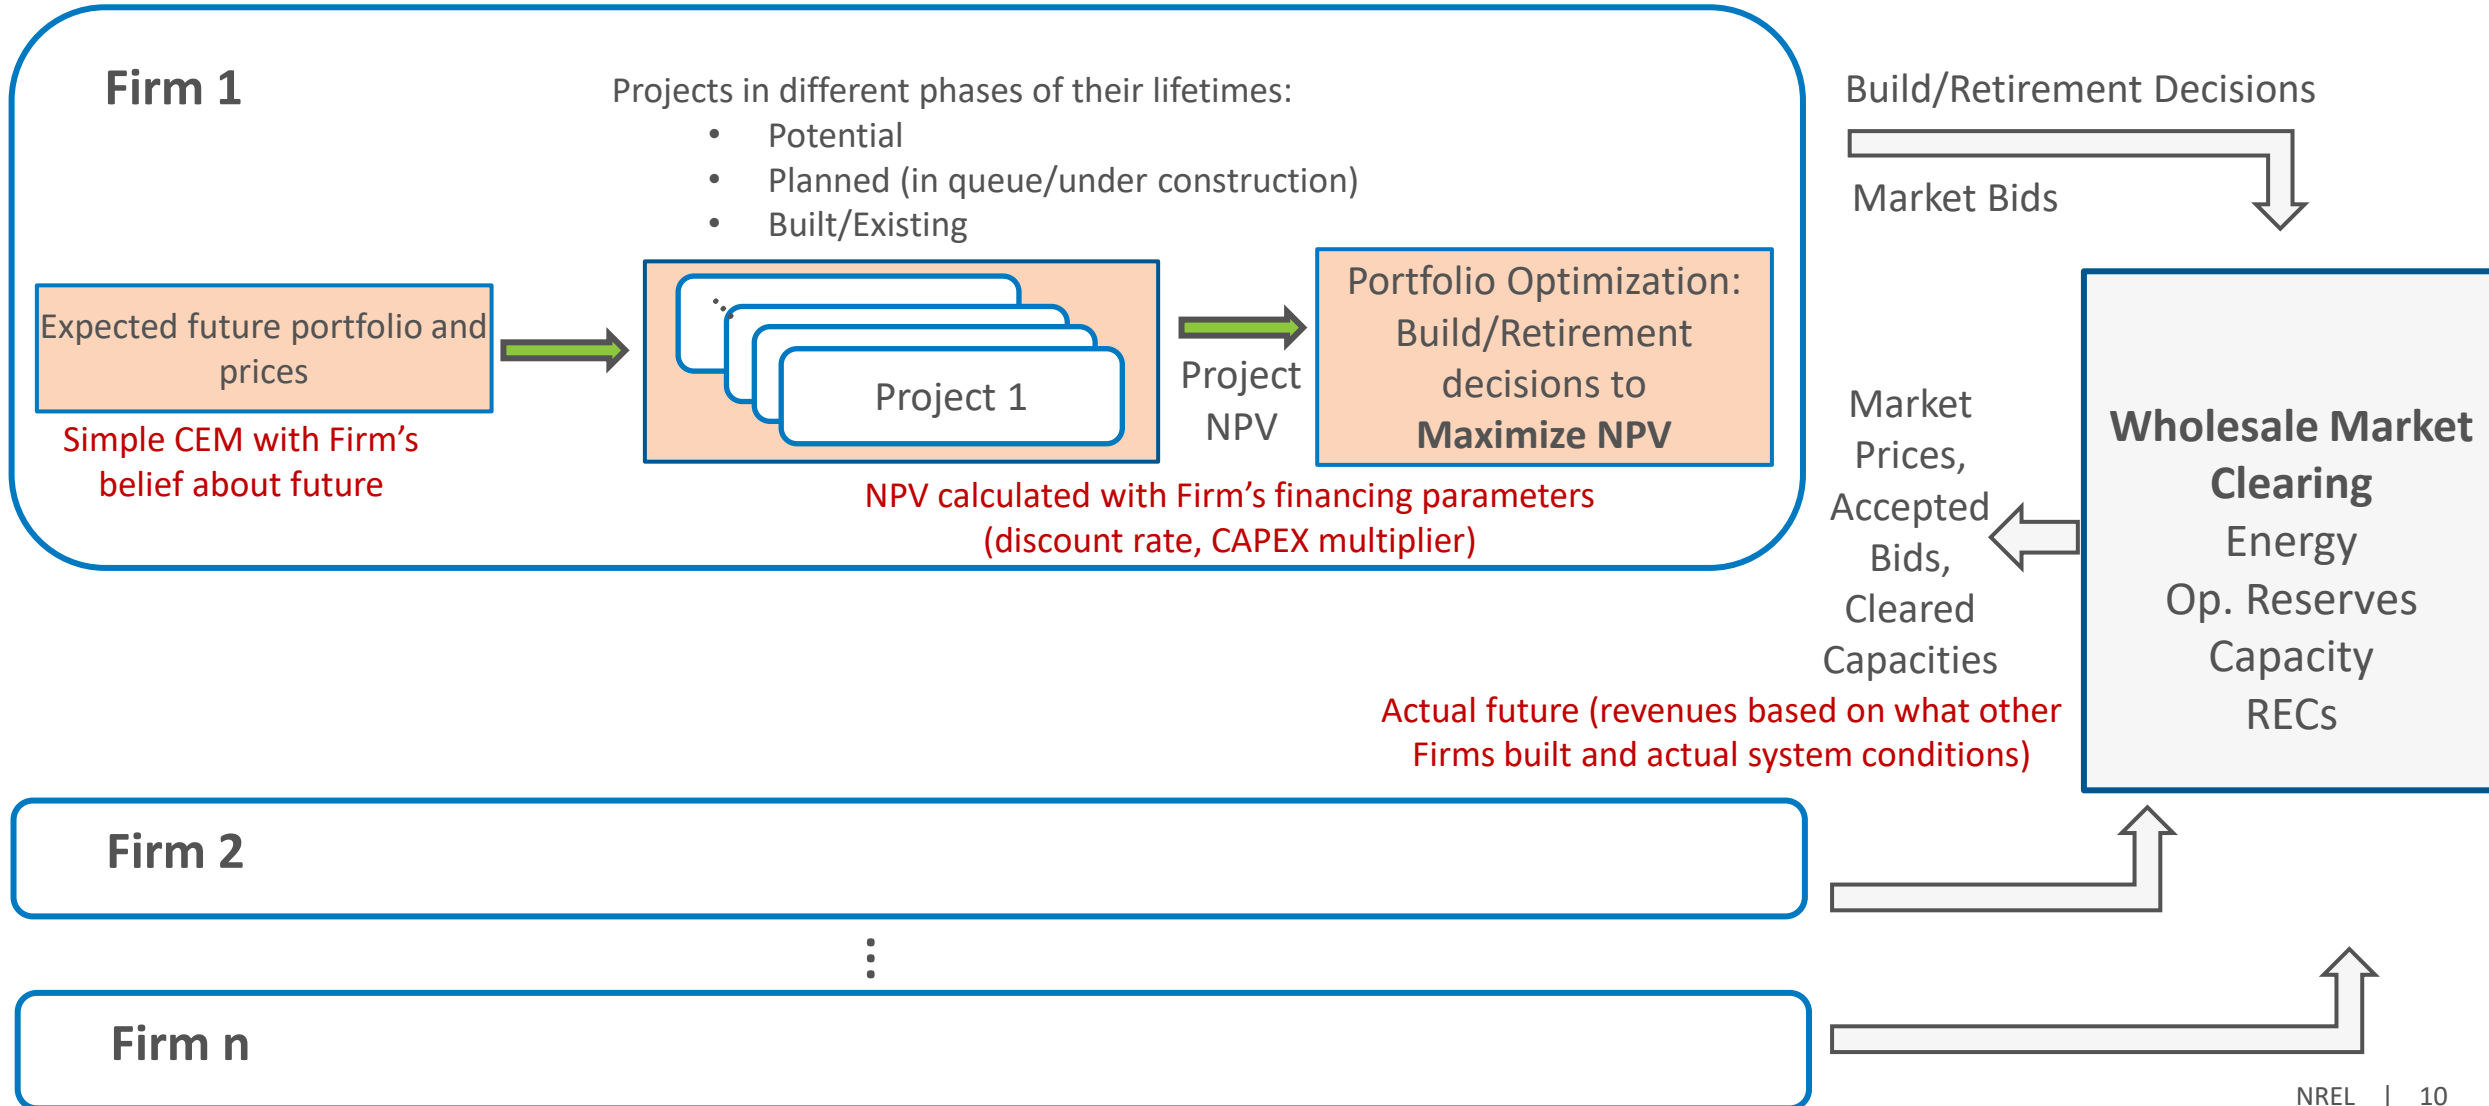 Firm 1
Projects in different phases of their lifetimes:
• Potential
• Planned (in queue/under construction)
• Built/Existing
Expected future portfolio and
prices
Simple CEM with Firm's
belief about future
Project 1
Project
NPV
Portfolio Optimization:
Build/Retirement
decisions to
Maximize NPV
NPV calculated with Firm's financing parameters
(discount rate, CAPEX multiplier)
Build/Retirement Decisions
Market Bids
Market
Prices,
Accepted
Bids,
Cleared
Capacities
Wholesale Market
Clearing
Energy
Op. Reserves
Capacity
RECs
Actual future (revenues based on what other
Firms built and actual system conditions)
Firm 2
Firm n
NREL | 10